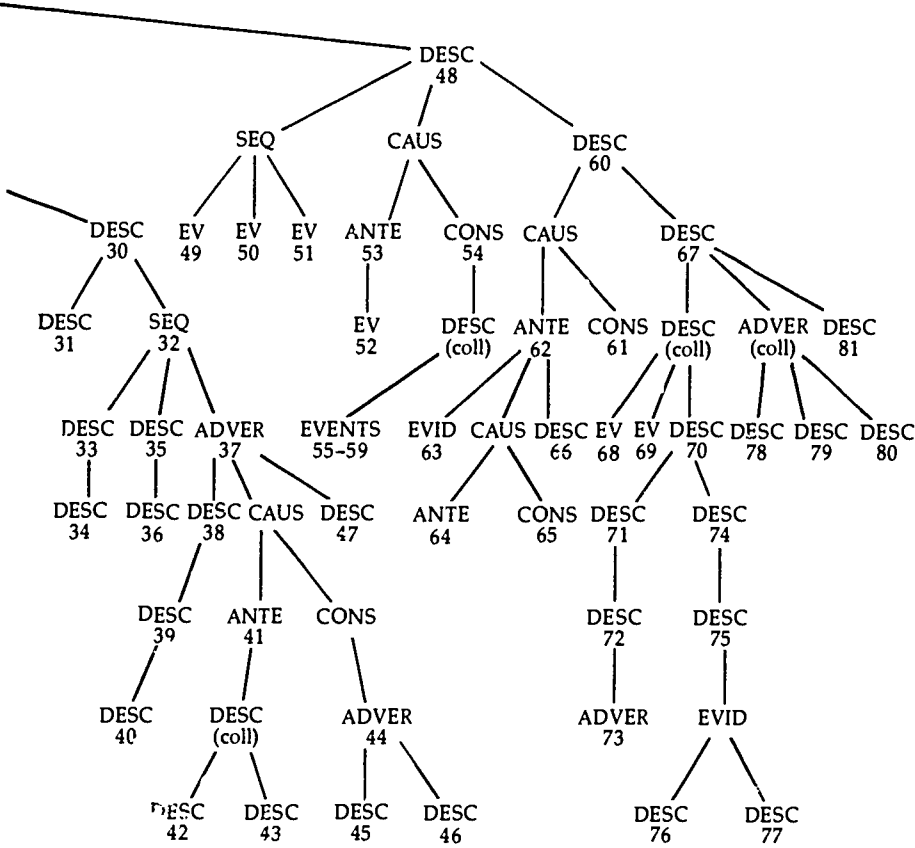 DESC
48
SEQ CAUS DESC
60
DESC EV EV EV ANTE CONS CAUS DESC
30 49 50 51 53 54 67
DESC SEQ EV DESC ANTE CONS DESC ADVER DESC
31 32 52 (coll) 62 61 (coll) (coll) 81
DESC DESC ADVER EVENTS EVID CAUS DESC EV EV DESC DESC DESC DESC
33 35 37 55-59 63 66 68 69 70 78 79 80
DESC DESC DESC CAUS DESC ANTE CONS DESC DESC
34 36 38 47 64 65 71 74
DESC ANTE CONS DESC DESC
39 41 72 75
DESC DESC ADVER ADVER EVID
40 (coll) 44 73
DESC DESC DESC DESC DESC DESC
42 43 45 46 76 77